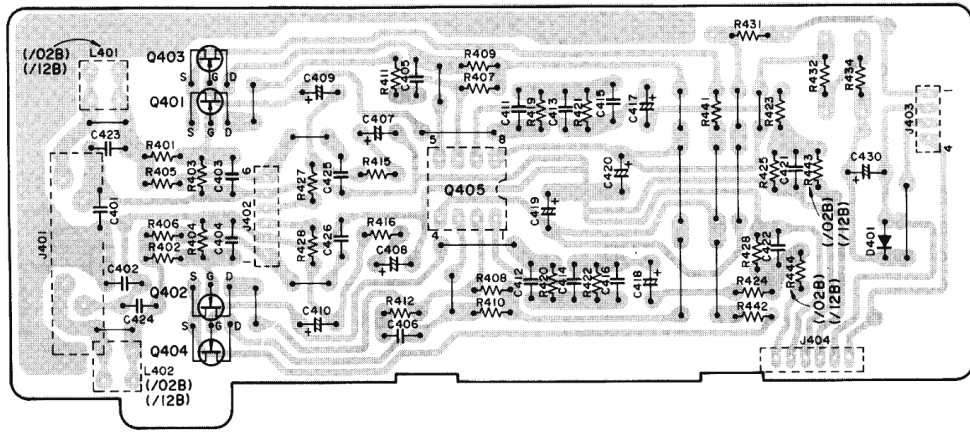 (/02B)
(/12B)
L401
Q403
S G D
Q401
S G D
C423
R401
R405
R403
C403
6
J402
1
J401
C401
R406
R402
R404
C404
C402
C424
Q402
S G D
S G D
Q404
L402
(/02B)
(/12B)
C409
+
C407
+
R411
C405
R409
R407
R427
C425
R415
R428
C426
R416
C408
+
C410
+
R412
C406
R408
R410
5
8
Q405
4
1
C411
R419
C413
R421
C415
C417
+
C420
+
C419
+
C412
R420
C414
R422
C416
C418
+
R431
R441
R423
R432
R434
J403
1
4
R425
C421
R443
C430
+
(/02B)
(/12B)
D401
R428
C422
R444
R424
R442
(/02B)
(/12B)
J404